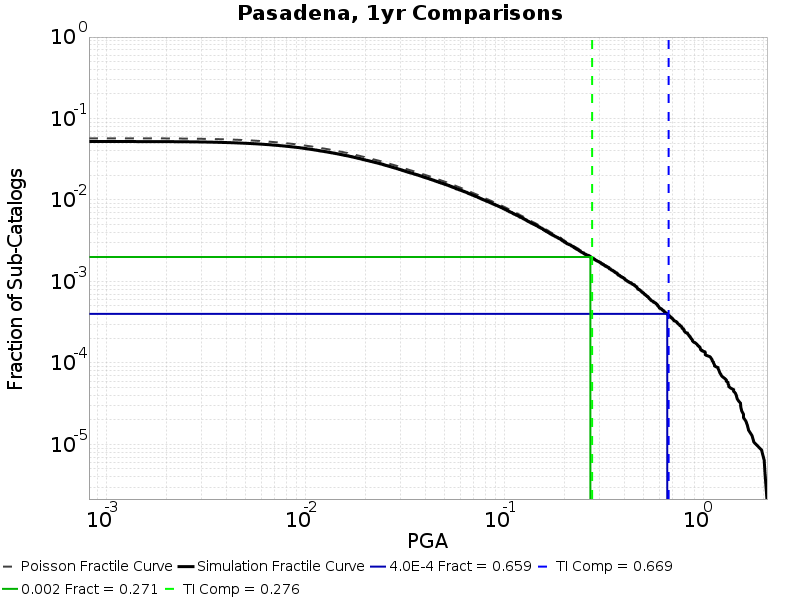 Pasadena, 1yr Comparisons
10^0
10^-1
10^-2
10^-3
10^-4
10^-5
Fraction of Sub-Catalogs
10^-3 10^-2 10^-1 10^0
PGA
Poisson Fractile Curve Simulation Fractile Curve 4.0E-4 Fract = 0.659 TI Comp = 0.669
0.002 Fract = 0.271 TI Comp = 0.276